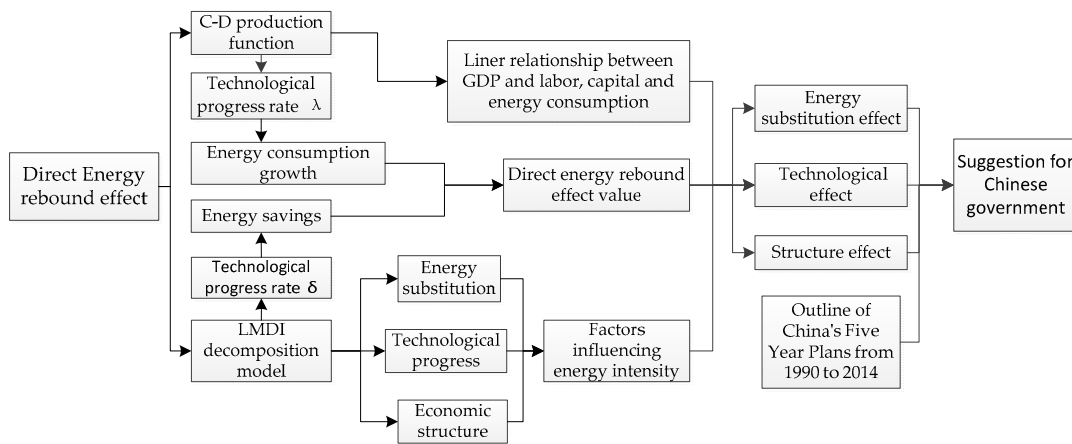 Direct Energy
rebound effect
C-D production
function
Technological
progress rate λ
Energy consumption
growth
Energy savings
Technological
progress rate δ
LMDI
decomposition
model
Energy
substitution
Technological
progress
Economic
structure
Liner relationship between
GDP and labor, capital and
energy consumption
Direct energy rebound
effect value
Factors
influencing
energy intensity
Energy
substitution effect
Technological
effect
Structure effect
Outline of
China's Five
Year Plans from
1990 to 2014
Suggestion for
Chinese
government